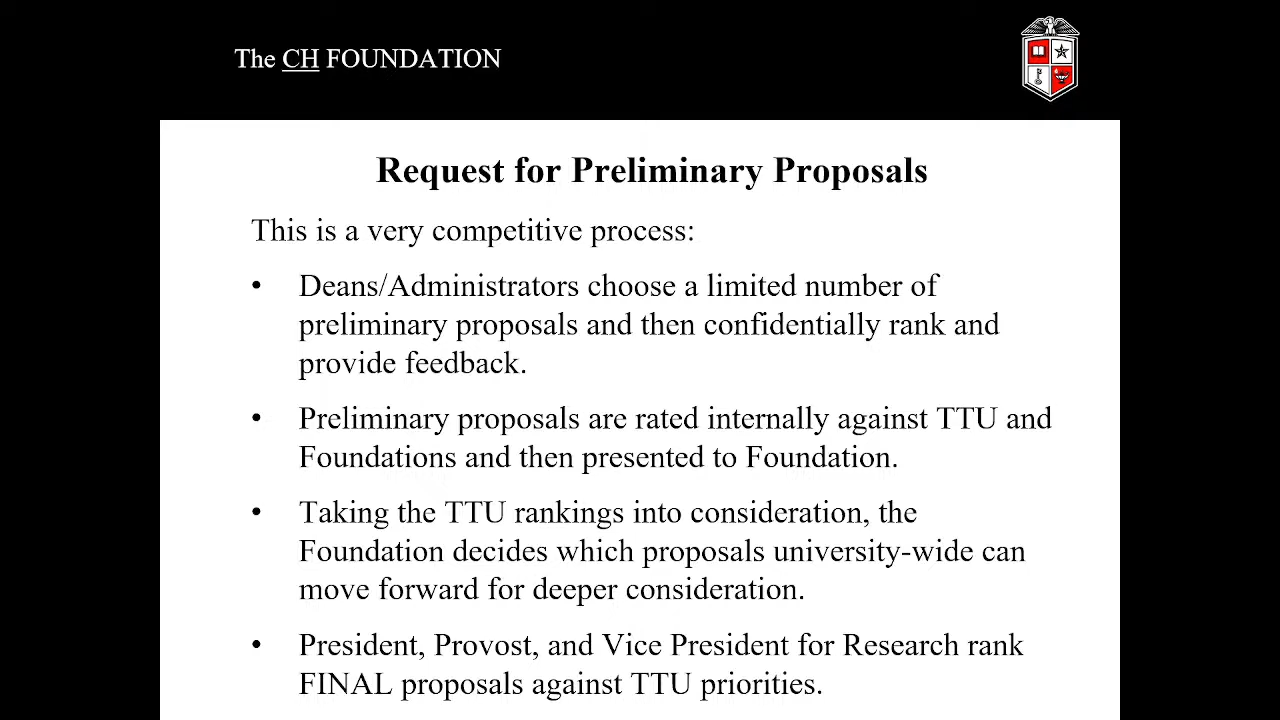 The CH FOUNDATION
Request for Preliminary Proposals
This is a very competitive process:
• Deans/Administrators choose a limited number of
preliminary proposals and then confidentially rank and
provide feedback.
• Preliminary proposals are rated internally against TTU and
Foundations and then presented to Foundation.
• Taking the TTU rankings into consideration, the
Foundation decides which proposals university-wide can
move forward for deeper consideration.
• President, Provost, and Vice President for Research rank
FINAL proposals against TTU priorities.